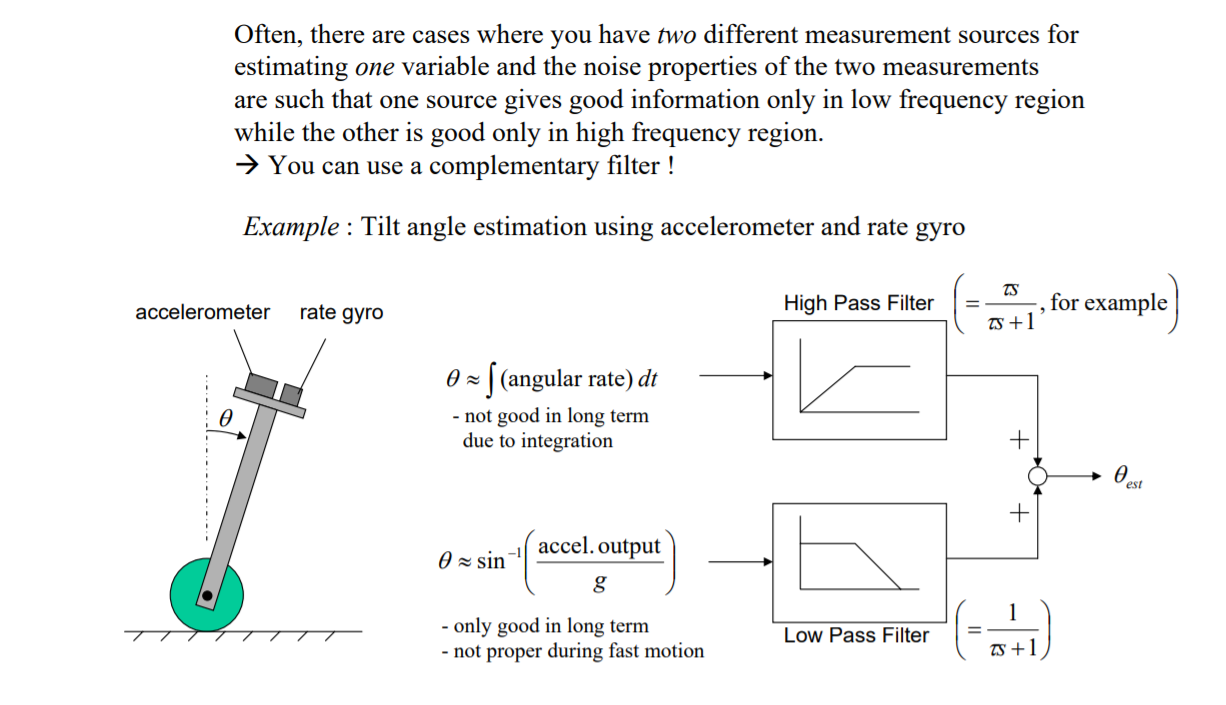 Often, there are cases where you have two different measurement sources for
estimating one variable and the noise properties of the two measurements
are such that one source gives good information only in low frequency region
while the other is good only in high frequency region.
→ You can use a complementary filter !
Example : Tilt angle estimation using accelerometer and rate gyro
accelerometer rate gyro
θ
θ ≈ ∫ (angular rate) dt
- not good in long term
due to integration
High Pass Filter (= τs / τs +1 , for example)
+
θest
+
θ ≈ sin⁻¹( accel. output / g )
- only good in long term
- not proper during fast motion
Low Pass Filter (= 1 / τs +1 )